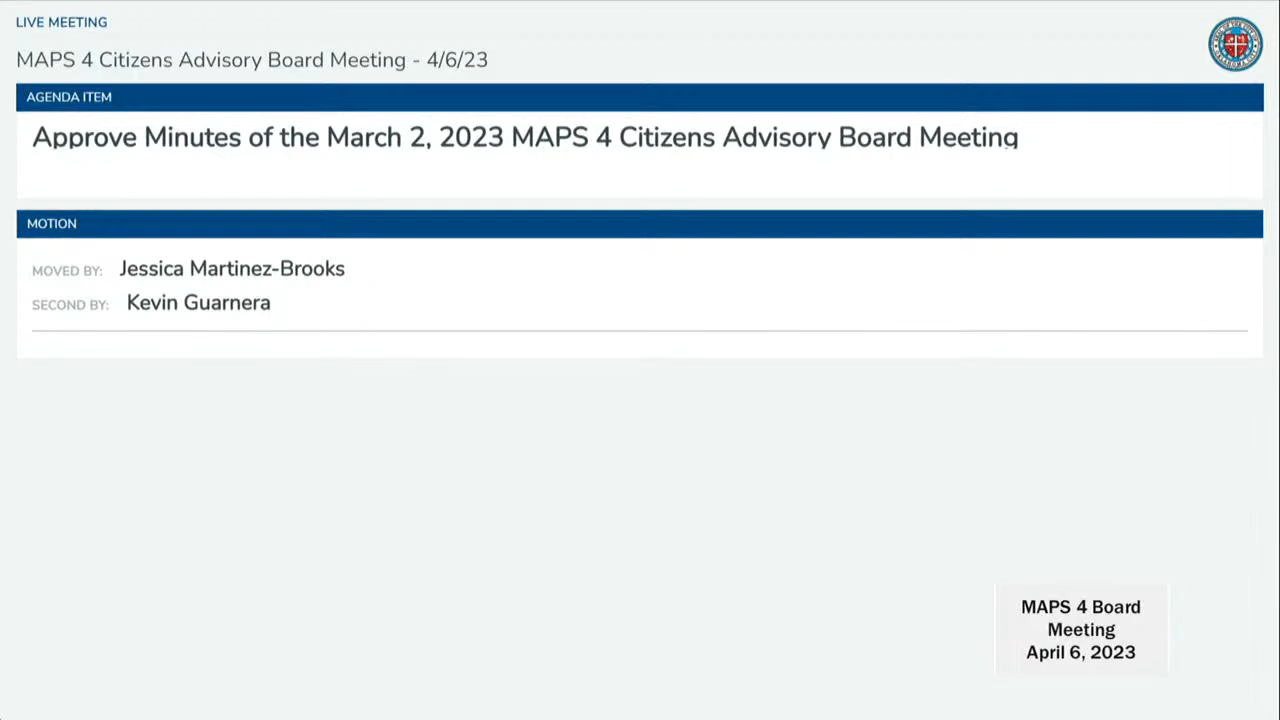 LIVE MEETING
MAPS 4 Citizens Advisory Board Meeting - 4/6/23
AGENDA ITEM
Approve Minutes of the March 2, 2023 MAPS 4 Citizens Advisory Board Meeting
MOTION
MOVED BY: Jessica Martinez-Brooks
SECOND BY: Kevin Guarnera
MAPS 4 Board
Meeting
April 6, 2023